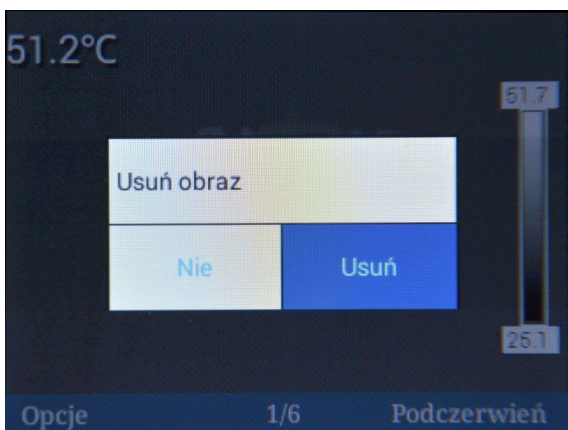 51.2°C
51.7
Usuń obraz
Nie Usuń
25.1
Opcje 1/6 Podczerwień